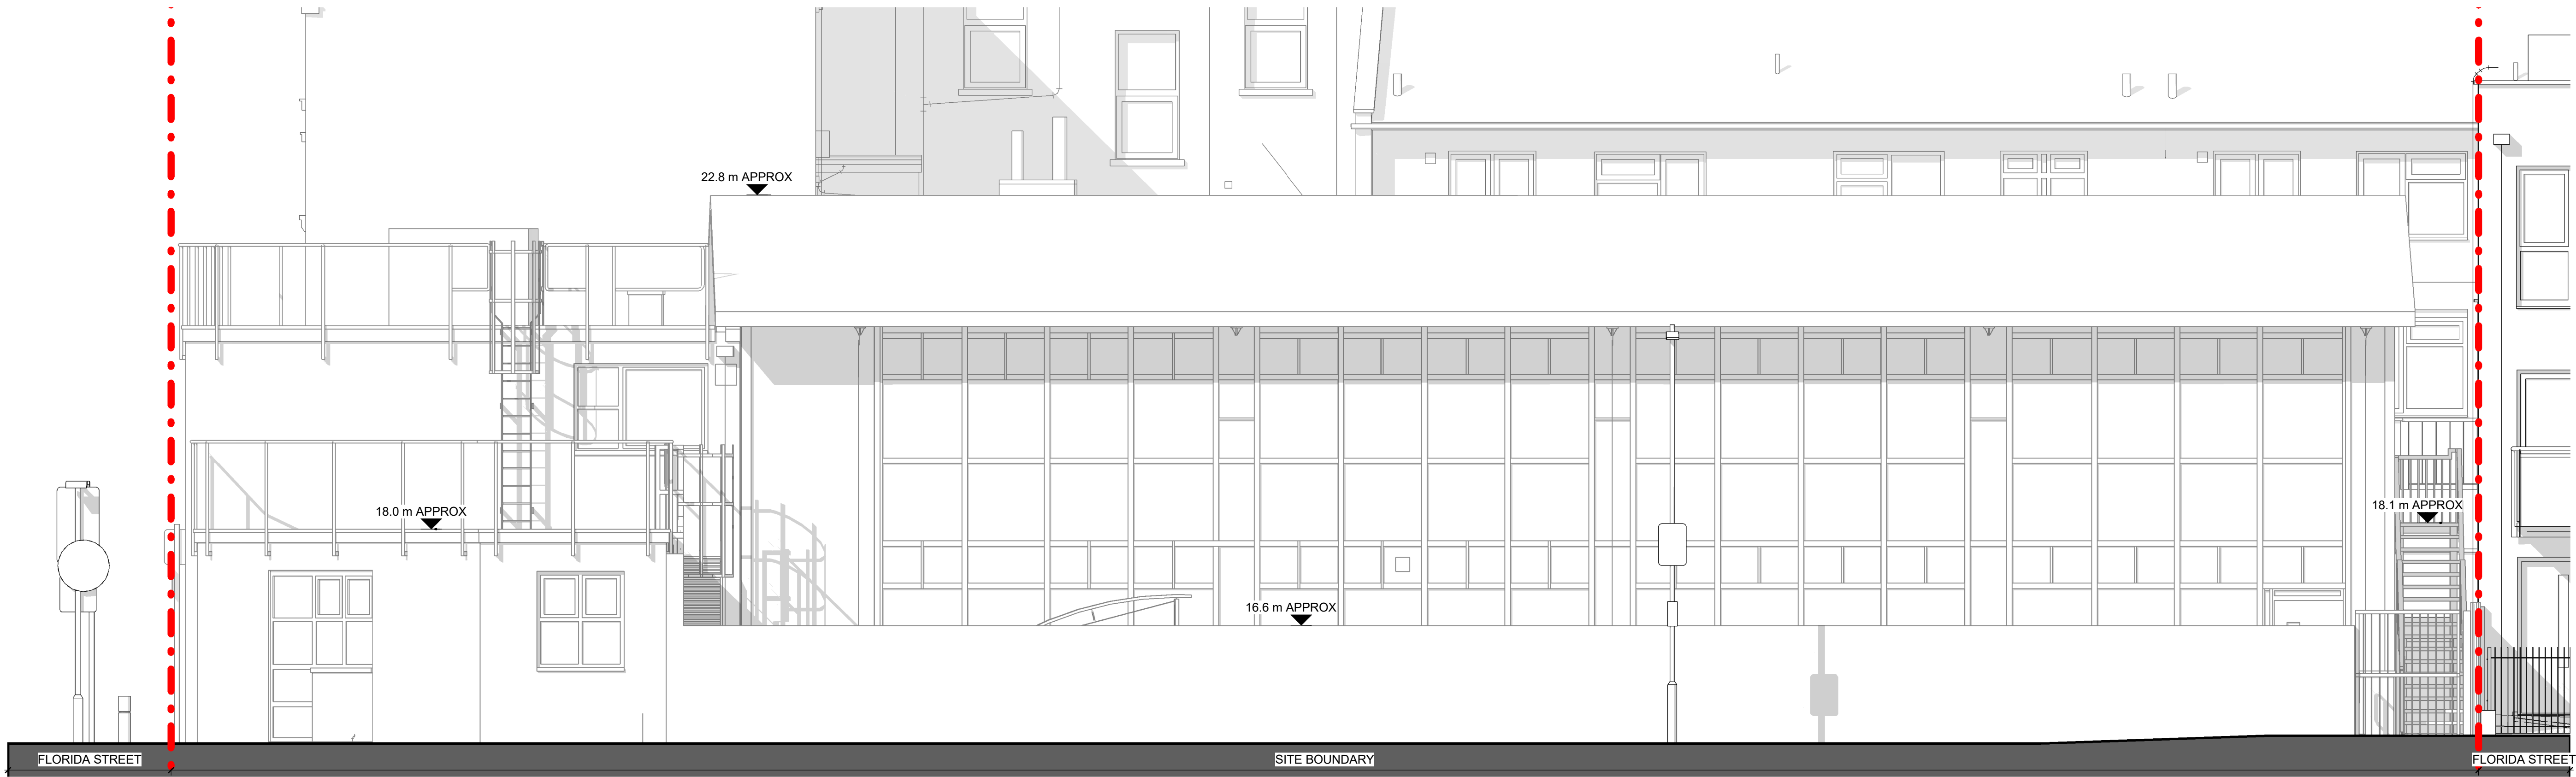 22.8 m APPROX
18.0 m APPROX
18.1 m APPROX
16.6 m APPROX
FLORIDA STREET
SITE BOUNDARY
FLORIDA STREET